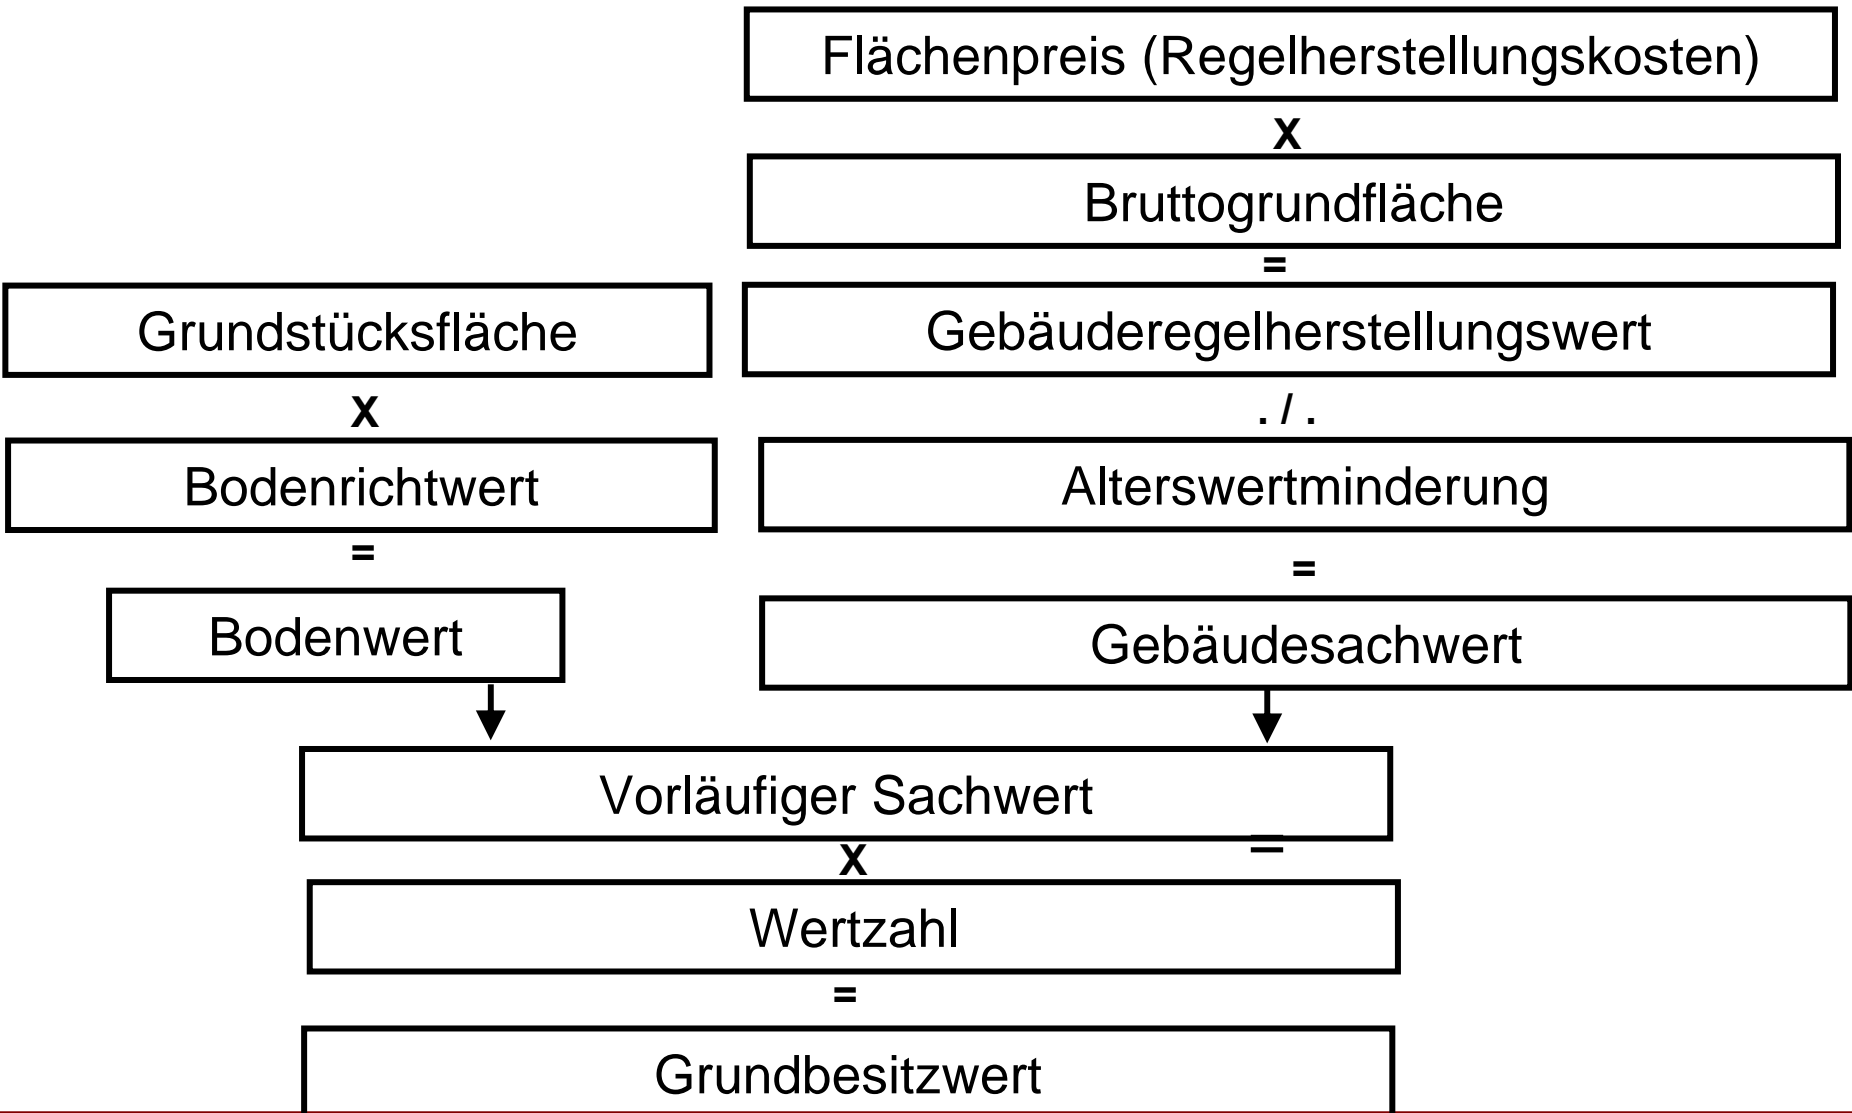 Flächenpreis (Regelherstellungskosten)
x
Bruttogrundfläche
=
Grundstücksfläche
x
Bodenrichtwert
=
Bodenwert
Gebäuderegelherstellungswert
. / .
Alterswertminderung
=
Gebäudesachwert
Vorläufiger Sachwert
x
=
Wertzahl
=
Grundbesitzwert